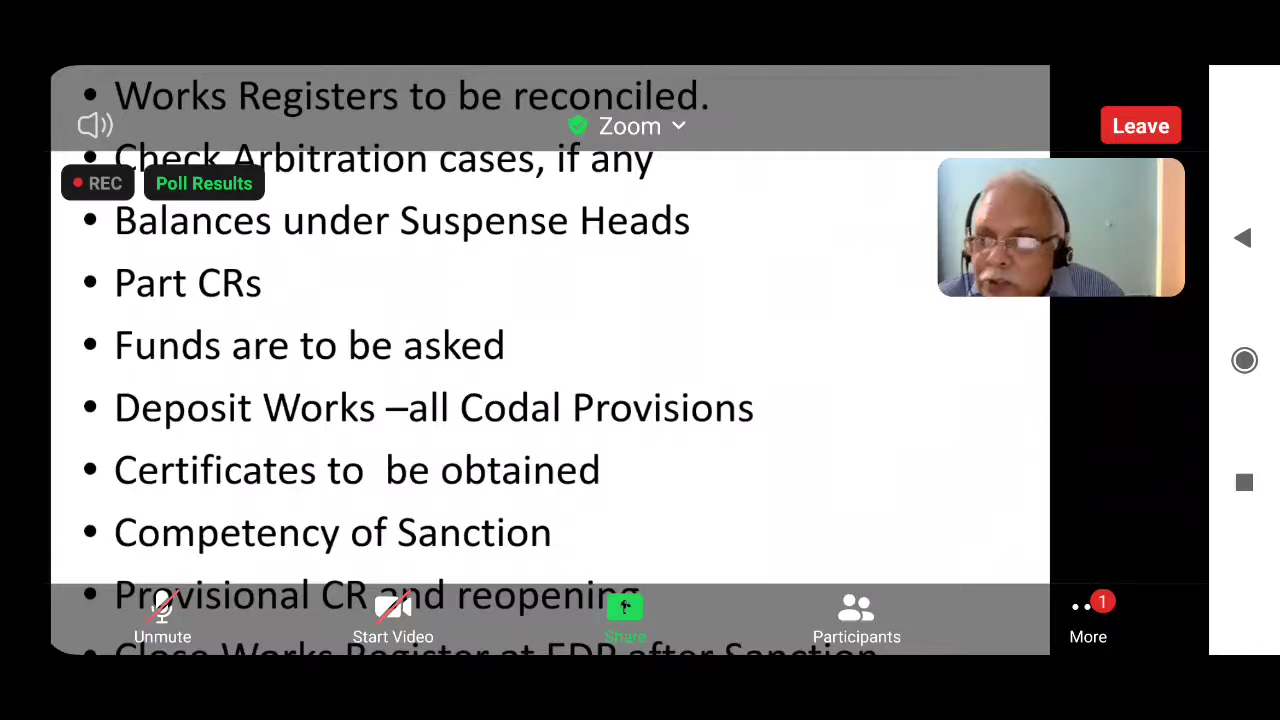 • Works Registers to be reconciled.
Zoom
Leave
• Check Arbitration cases, if any
REC
Poll Results
• Balances under Suspense Heads
• Part CRs
• Funds are to be asked
• Deposit Works –all Codal Provisions
• Certificates to be obtained
• Competency of Sanction
• Provisional CR and reopening
1
Unmute
Start Video
Share
Participants
More
• Close Works Register at EDP after Sanction